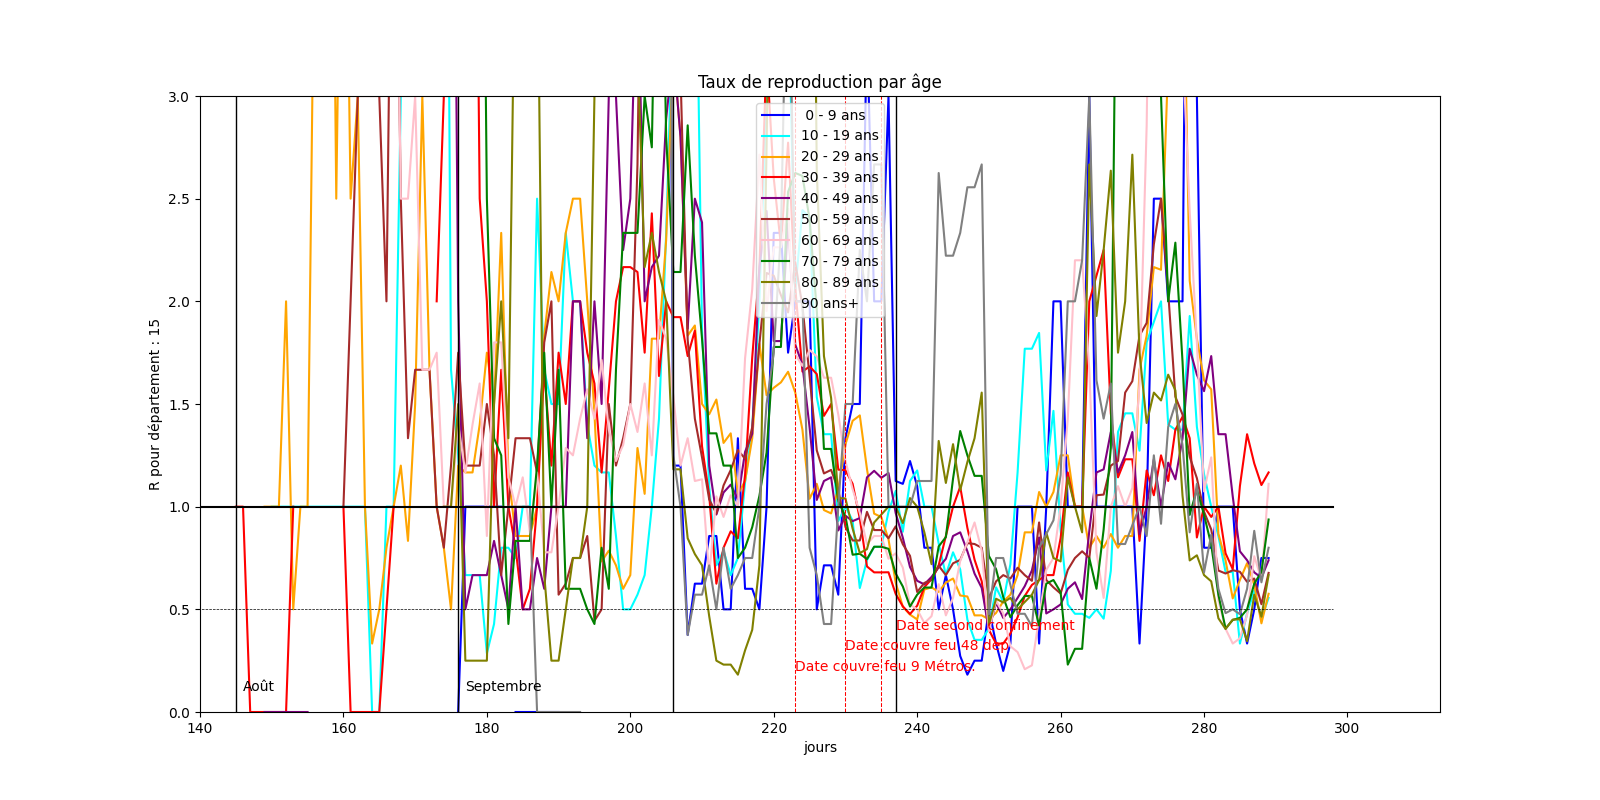 Taux de reproduction par âge
R pour département : 15
3.0
2.5
2.0
1.5
1.0
0.5
0.0
0 - 9 ans
10 - 19 ans
20 - 29 ans
30 - 39 ans
40 - 49 ans
50 - 59 ans
60 - 69 ans
70 - 79 ans
80 - 89 ans
90 ans+
Date second confinement
Date couvre feu 48 dep
Date couvre feu 9 Métros.
Août
Septembre
140 160 180 200 220 240 260 280 300
jours